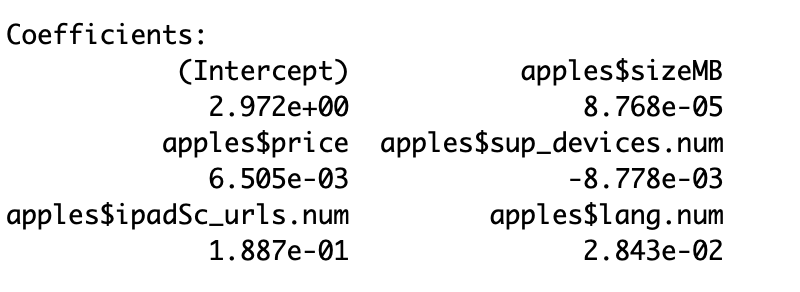 Coefficients:
(Intercept) apples$sizeMB
2.972e+00 8.768e-05
apples$price apples$sup_devices.num
6.505e-03 -8.778e-03
apples$ipadSc_urls.num apples$lang.num
1.887e-01 2.843e-02